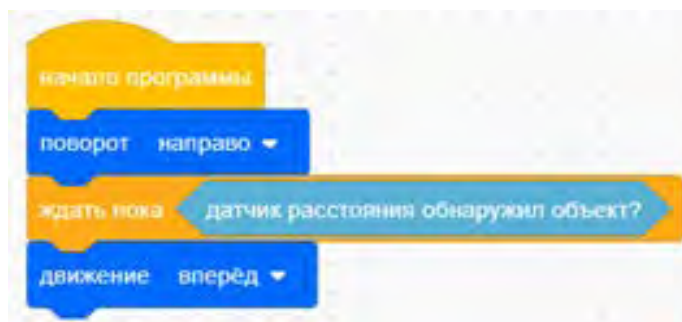 начало программы
поворот направо
ждать пока датчик расстояния обнаружил объект?
движение вперёд